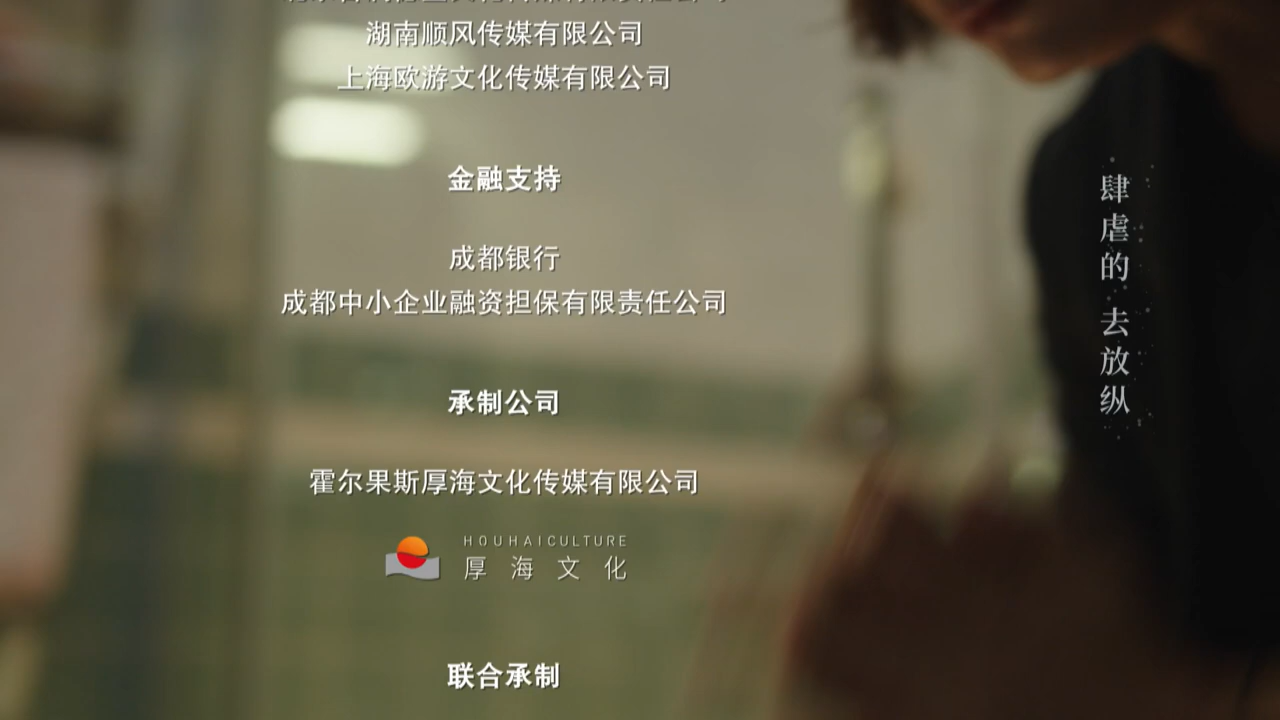 湖南顺风传媒有限公司
上海欧游文化传媒有限公司
金融支持
成都银行
成都中小企业融资担保有限责任公司
承制公司
霍尔果斯厚海文化传媒有限公司
HOUHAICULTURE
厚海文化
联合承制
肆虐的 去放纵